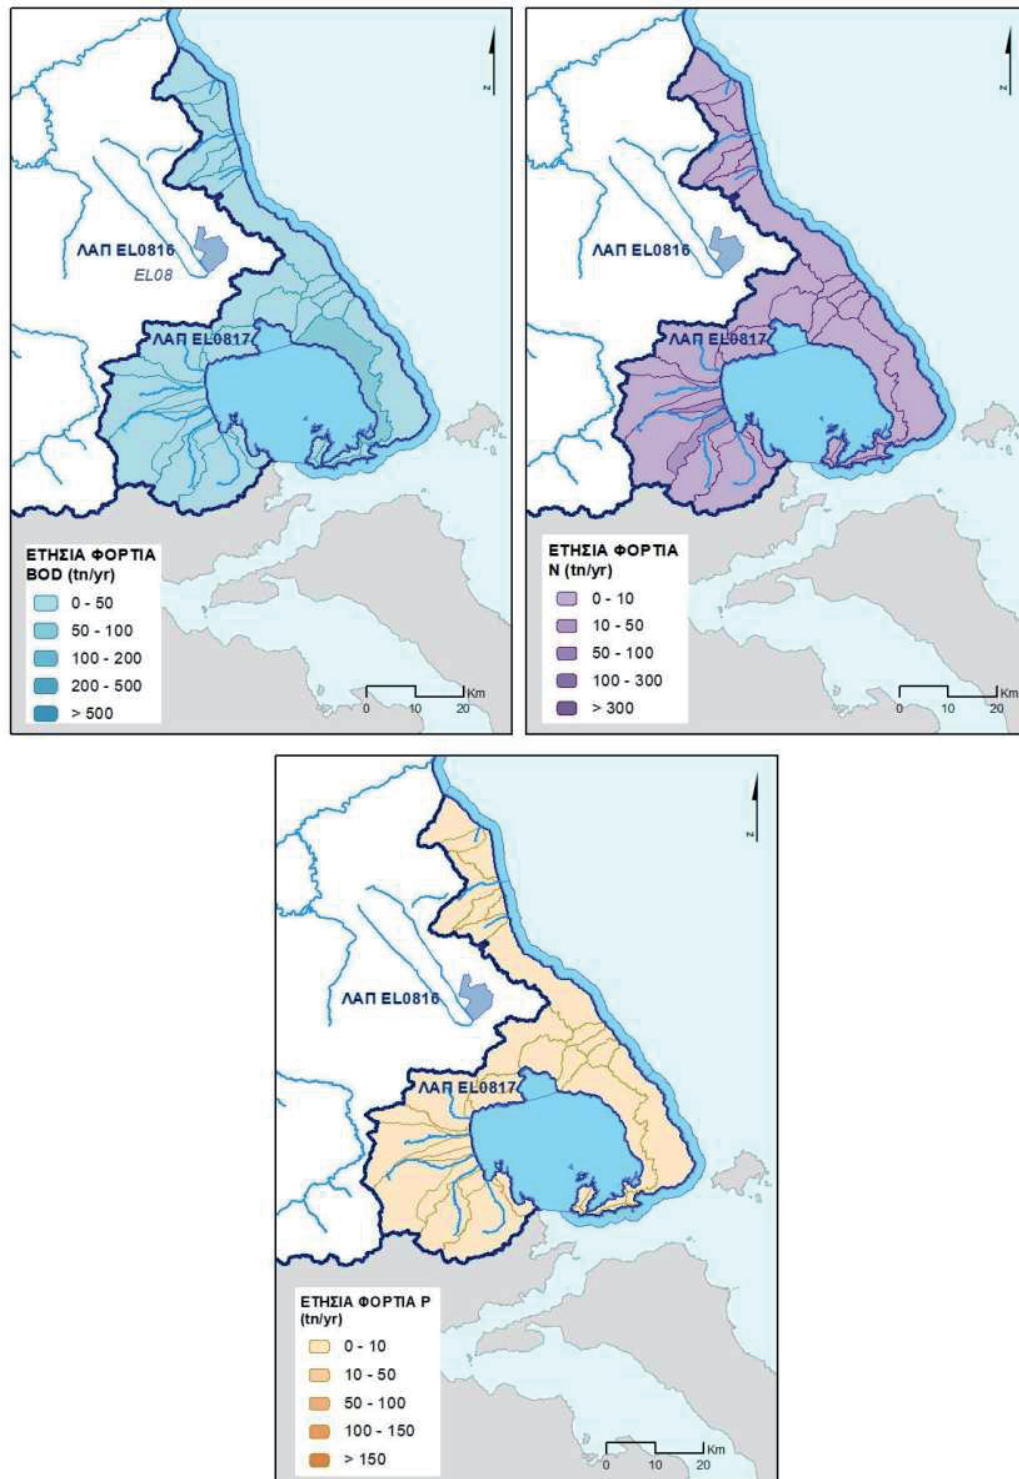 z
ΛΑΠ EL0816
EL08
ΛΑΠ EL0817
ΕΤΗΣΙΑ ΦΟΡΤΙΑ
BOD (tn/yr)
0 - 50
50 - 100
100 - 200
200 - 500
> 500
Km
0 10 20
z
ΛΑΠ EL0816
ΛΑΠ EL0817
ΕΤΗΣΙΑ ΦΟΡΤΙΑ
N (tn/yr)
0 - 10
10 - 50
50 - 100
100 - 300
> 300
Km
0 10 20
z
ΛΑΠ EL0816
ΛΑΠ EL0817
ΕΤΗΣΙΑ ΦΟΡΤΙΑ P
(tn/yr)
0 - 10
10 - 50
50 - 100
100 - 150
> 150
Km
0 10 20